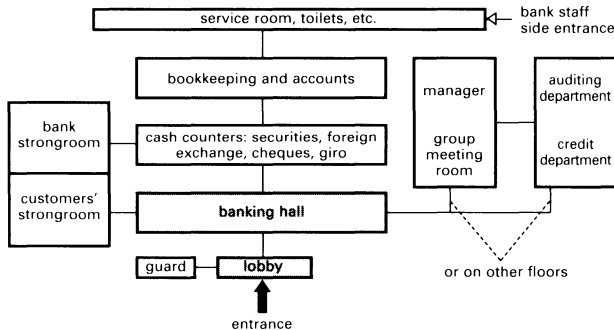 service room, toilets, etc.
bank staff
side entrance
bookkeeping and accounts
manager
group
meeting
room
auditing
department
credit
department
bank
strongroom
cash counters: securities, foreign
exchange, cheques, giro
customers'
strongroom
banking hall
guard
lobby
or on other floors
entrance